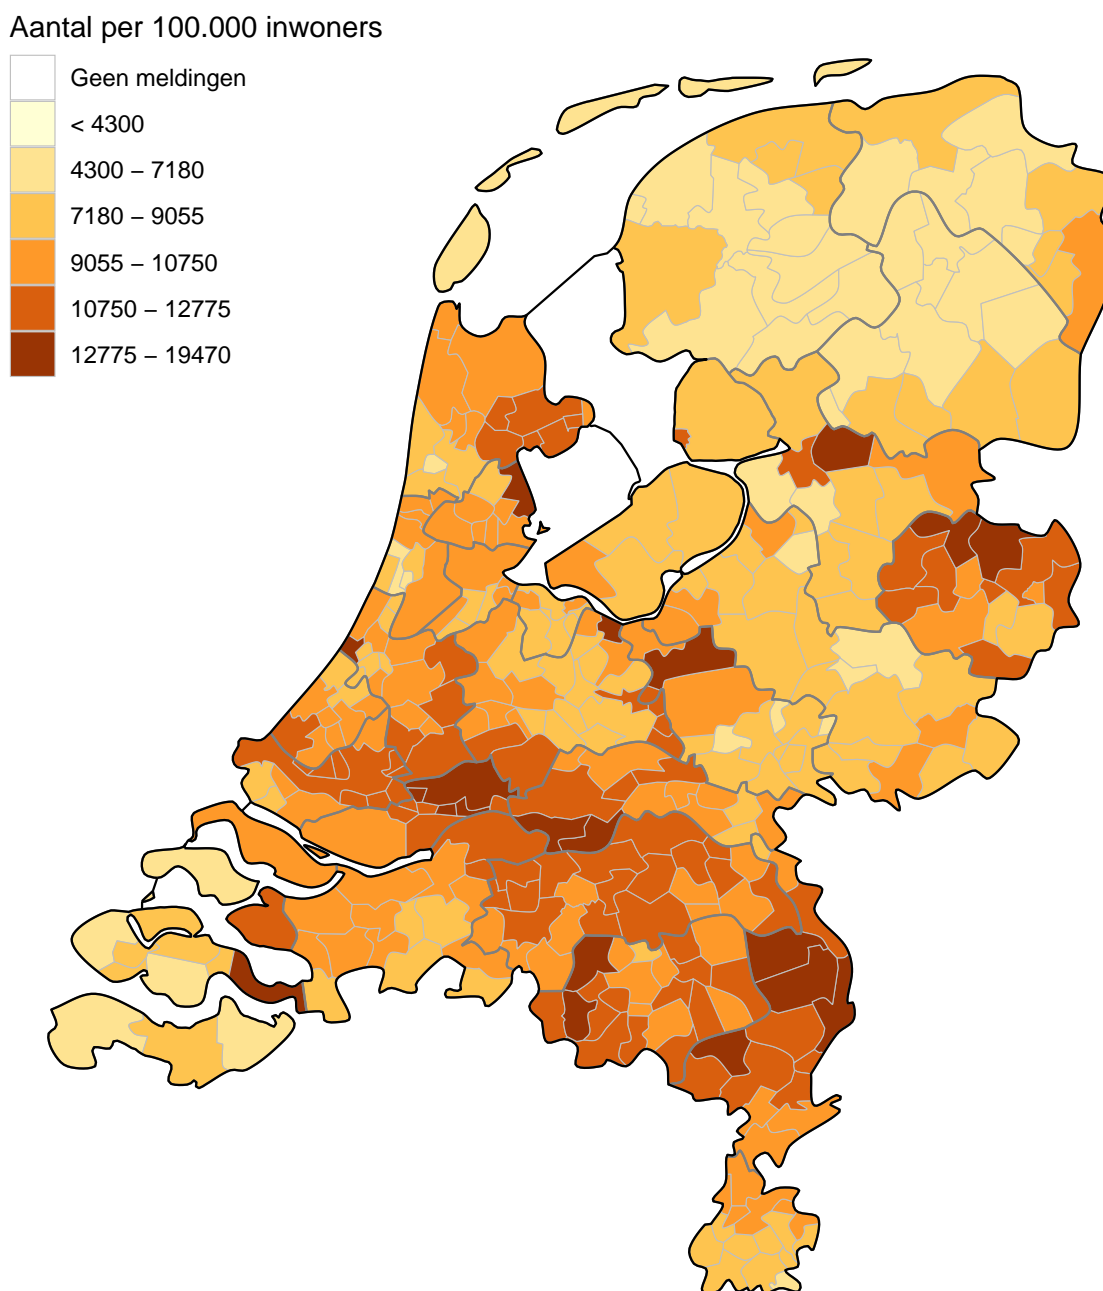 Aantal per 100.000 inwoners
Geen meldingen
< 4300
4300 – 7180
7180 – 9055
9055 – 10750
10750 – 12775
12775 – 19470